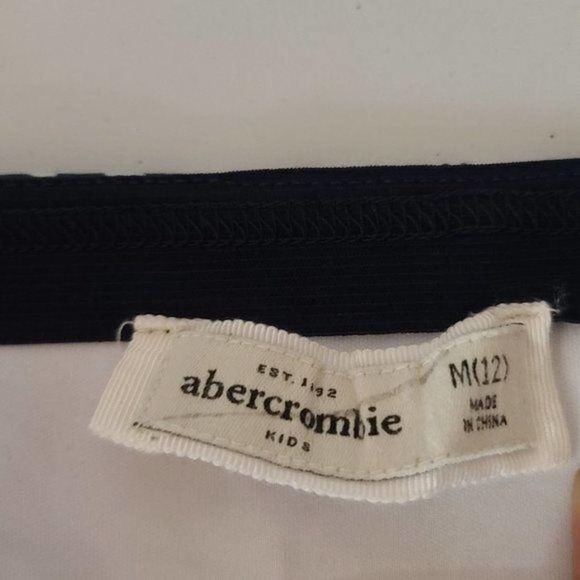 EST. 1892
abercrombie
KIDS
M(12)
MADE
IN CHINA